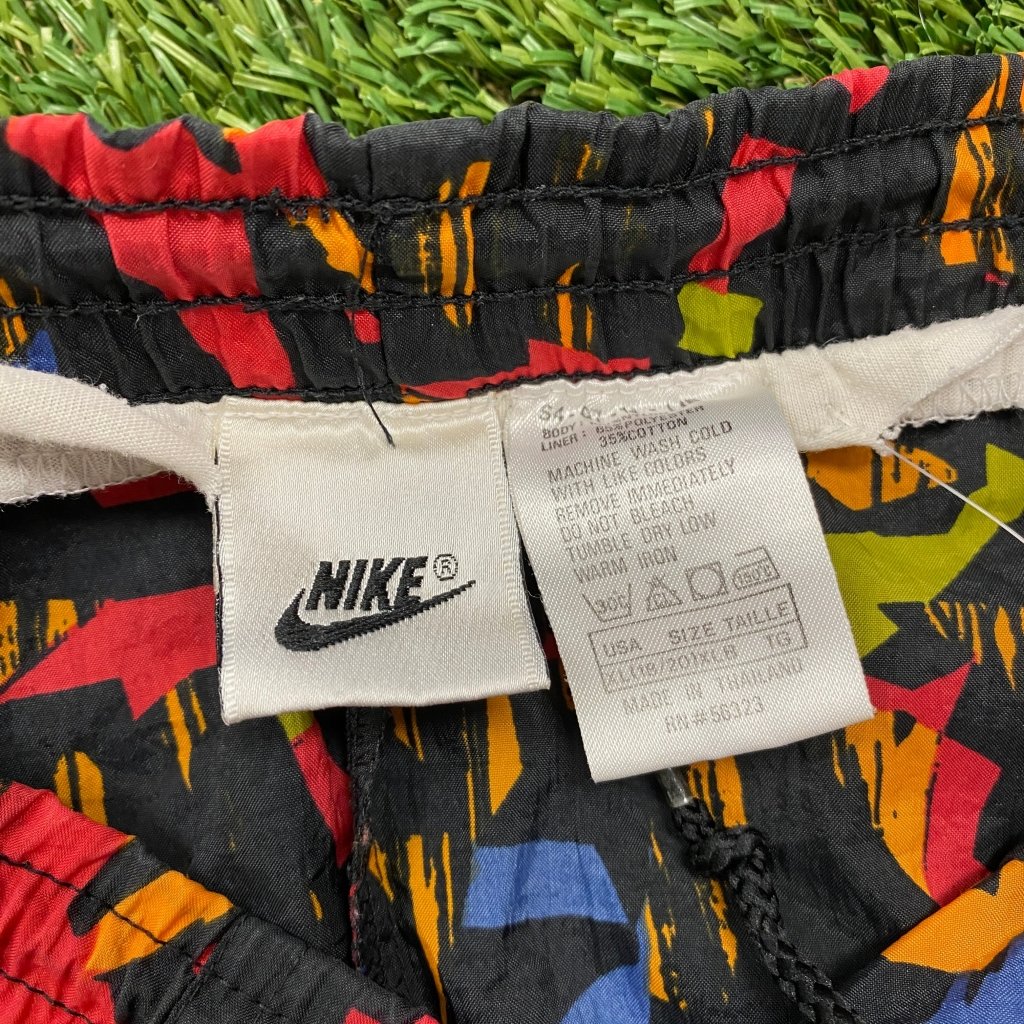 NIKE®
BODY
LINER: 65%POLYESTER
35%COTTON
MACHINE WASH COLD
WITH LIKE COLORS
REMOVE IMMEDIATELY
DO NOT BLEACH
TUMBLE DRY LOW
WARM IRON
USA SIZE TAILLE
TG
MADE IN THAILAND
RN#56323